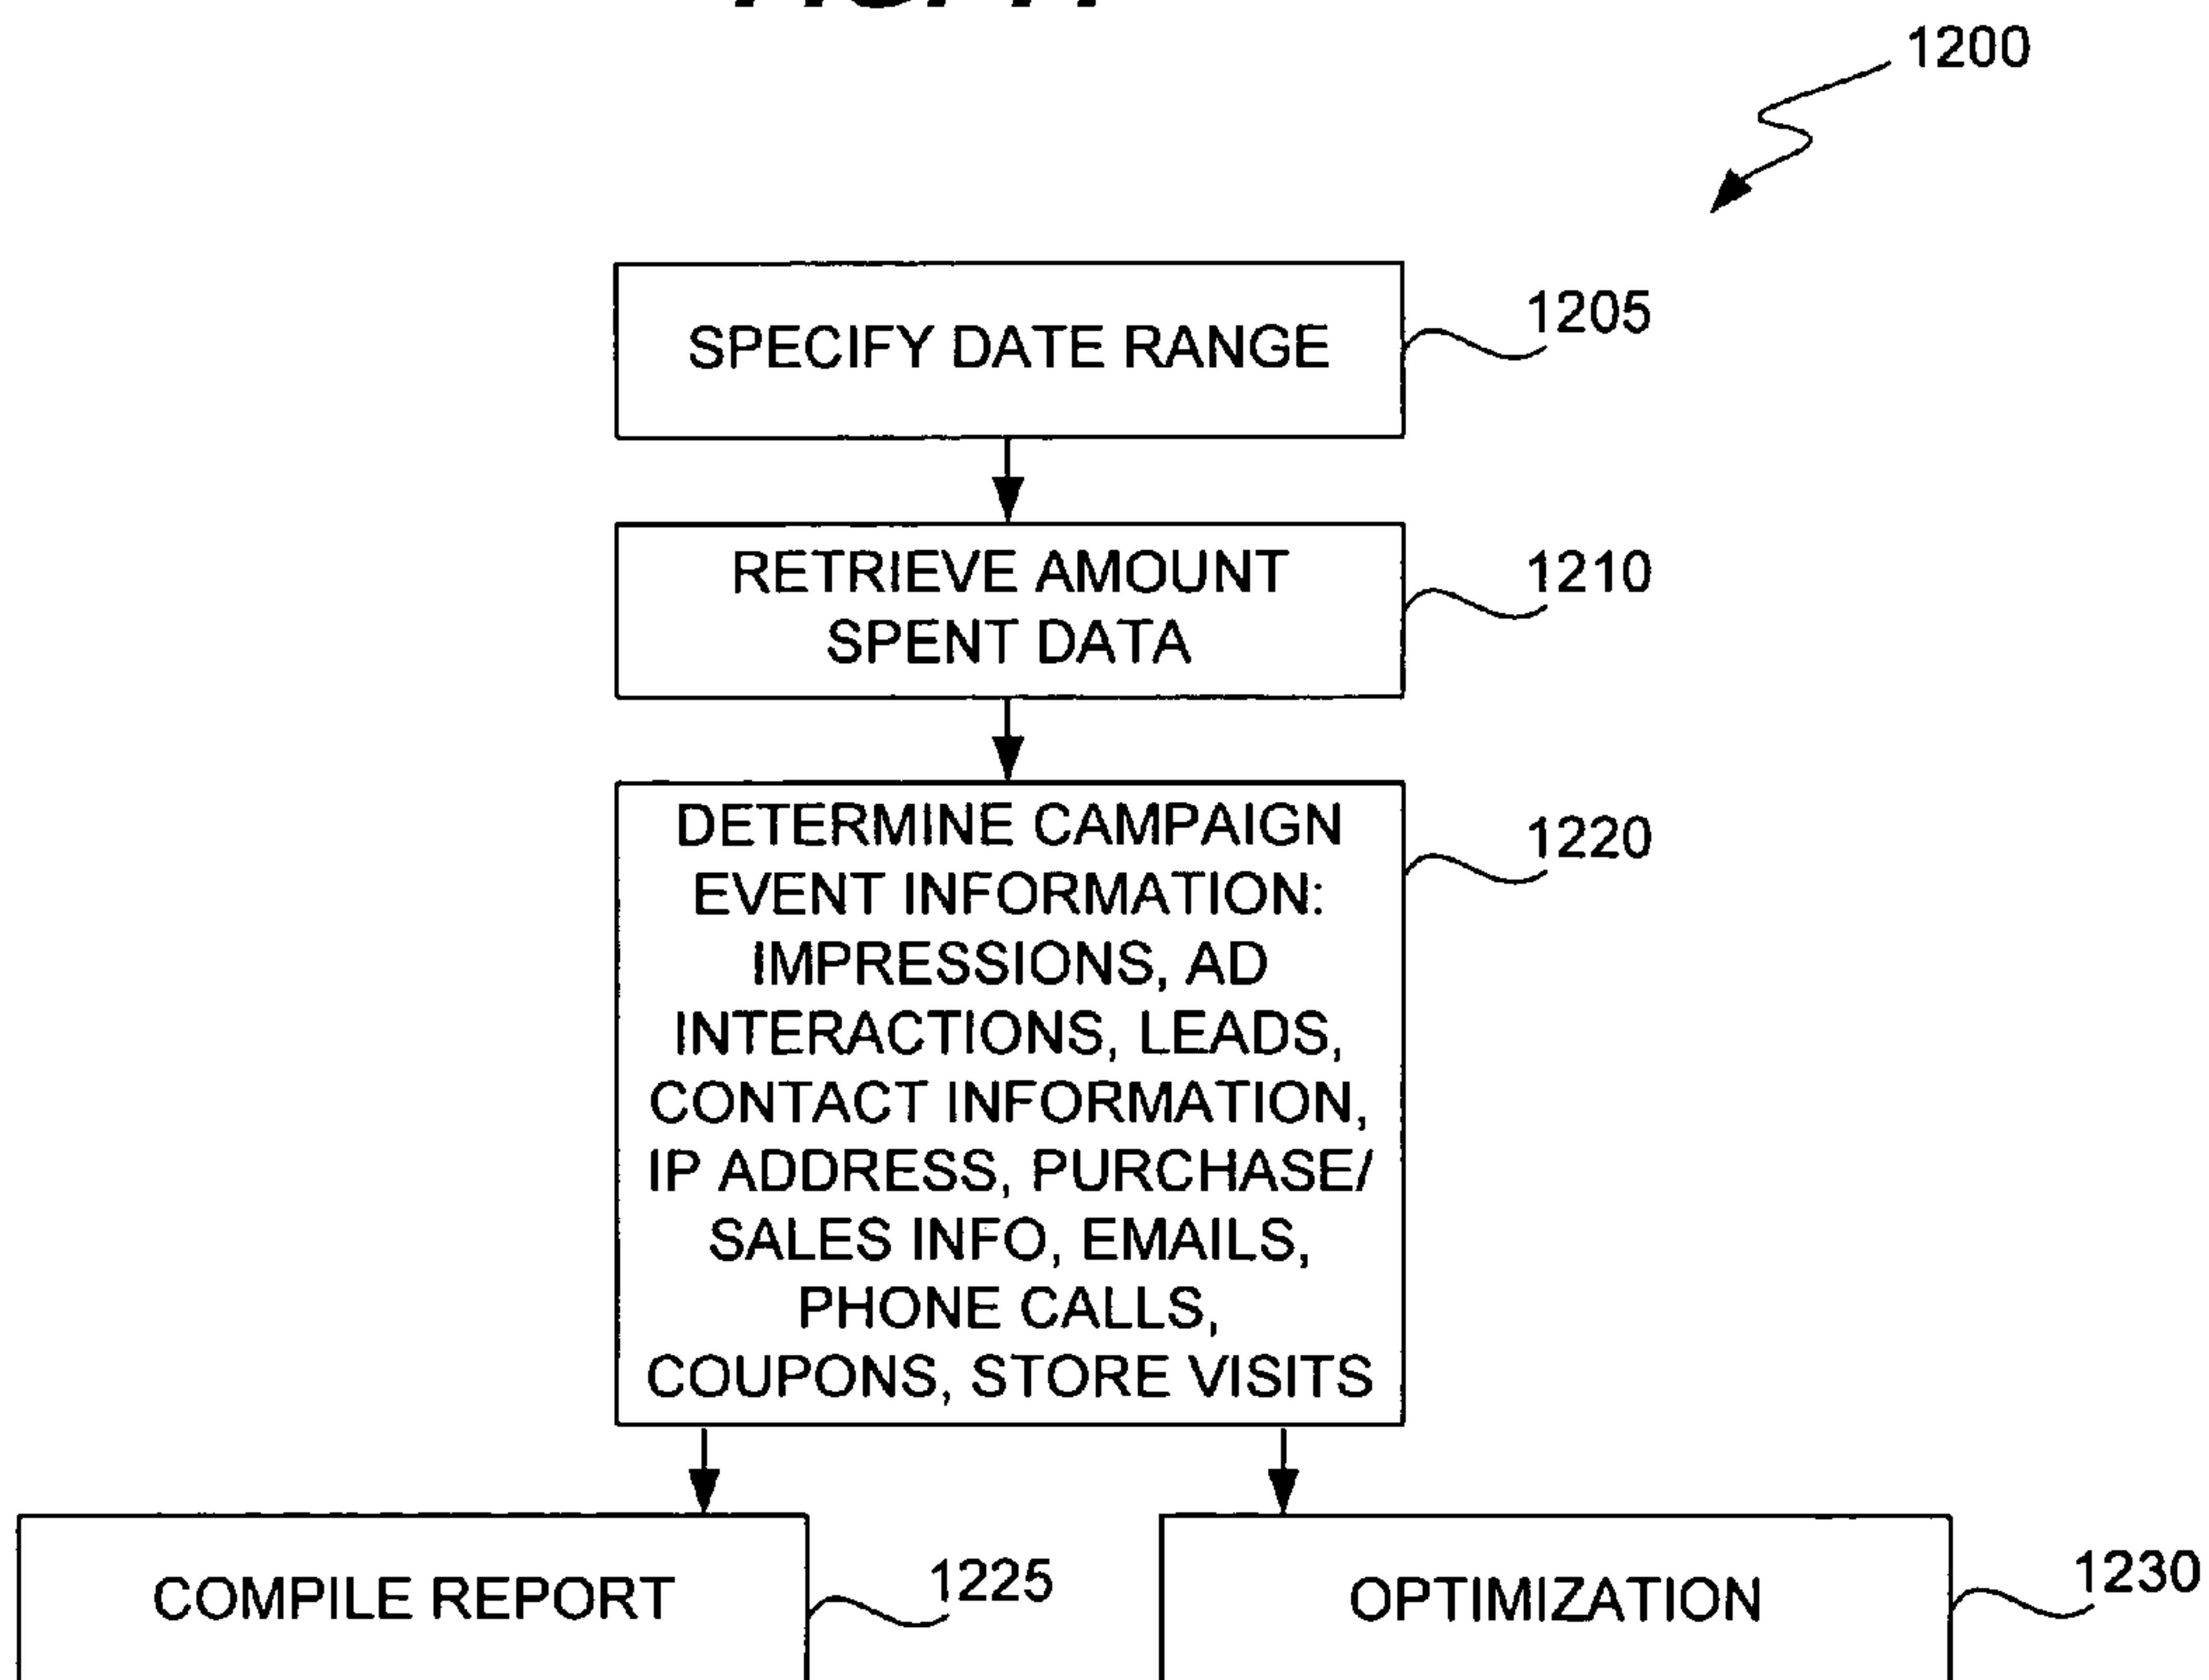 1200
SPECIFY DATE RANGE
1205
RETRIEVE AMOUNT
SPENT DATA
1210
DETERMINE CAMPAIGN
EVENT INFORMATION:
IMPRESSIONS, AD
INTERACTIONS, LEADS,
CONTACT INFORMATION,
IP ADDRESS, PURCHASE/
SALES INFO, EMAILS,
PHONE CALLS,
COUPONS, STORE VISITS
1220
COMPILE REPORT
1225
OPTIMIZATION
1230